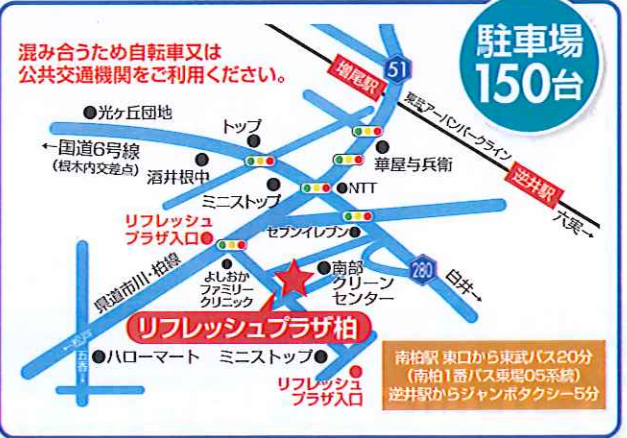 混み合うため自転車又は
公共交通機関をご利用ください。
駐車場
150台
51
増尾駅
東武アーバンパークライン
逆井駅
六実→
光ヶ丘団地
トップ
←国道6号線
(根木内交差点)
酒井根中
華屋与兵衛
ミニストップ
NTT
リフレッシュ
プラザ入口
セブンイレブン
県道市川・柏線
よしおか
ファミリー
クリニック
南部
クリーン
センター
280
白井→
リフレッシュプラザ柏
←松戸
五香
ハローマート
ミニストップ
リフレッシュ
プラザ入口
南柏駅 東口から東武バス20分
(南柏1番バス乗場05系統)
逆井駅からジャンボタクシー5分